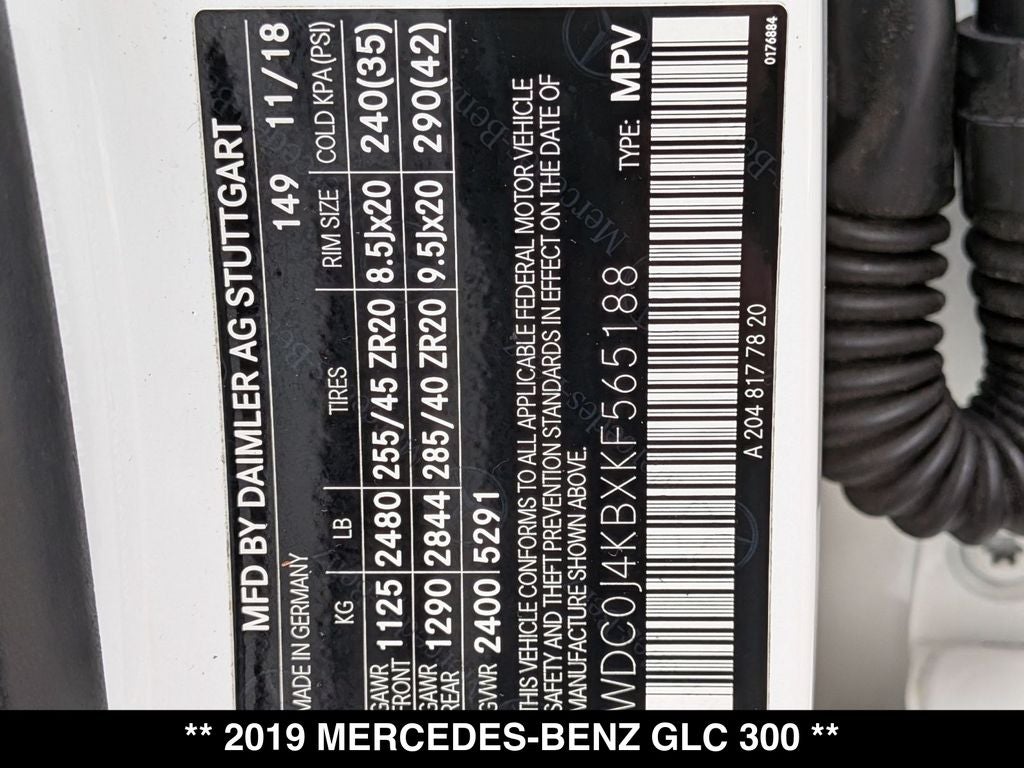 MFD BY DAIMLER AG STUTTGART
MADE IN GERMANY 149 11/18
KG LB TIRES RIM SIZE COLD KPA(PSI)
GAWR FRONT 1125 2480 255/45 ZR20 8.5Jx20 240(35)
GAWR REAR 1290 2844 285/40 ZR20 9.5Jx20 290(42)
GVWR 2400 5291
THIS VEHICLE CONFORMS TO ALL APPLICABLE FEDERAL MOTOR VEHICLE
SAFETY AND THEFT PREVENTION STANDARDS IN EFFECT ON THE DATE OF
MANUFACTURE SHOWN ABOVE.
WDC0J4KBXKF565188 TYPE: MPV
A 204 817 78 20
0176884
** 2019 MERCEDES-BENZ GLC 300 **